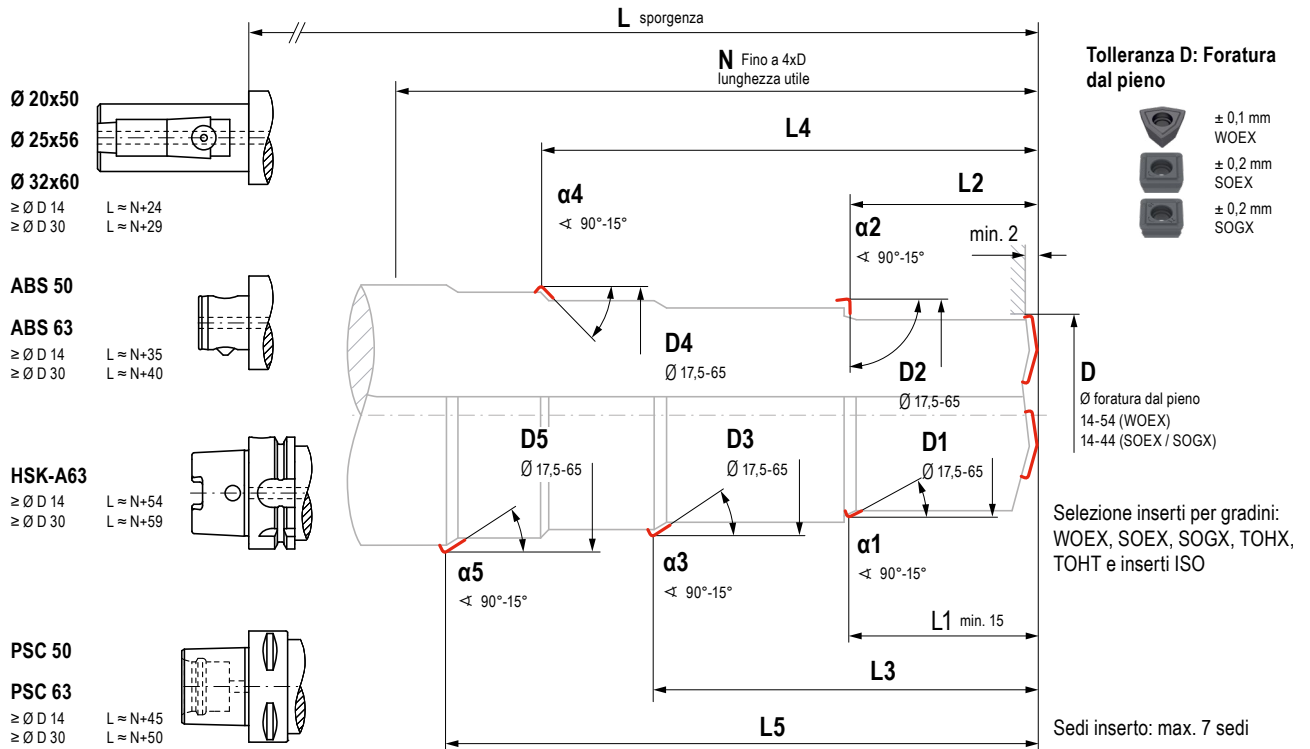 L sporgenza
N Fino a 4xD
lunghezza utile
L4
L2
α4
∢ 90°-15°
α2
∢ 90°-15°
min. 2
Tolleranza D: Foratura
dal pieno
± 0,1 mm
WOEX
± 0,2 mm
SOEX
± 0,2 mm
SOGX
Ø 20x50
Ø 25x56
Ø 32x60
≥ Ø D 14 L ≈ N+24
≥ Ø D 30 L ≈ N+29
ABS 50
ABS 63
≥ Ø D 14 L ≈ N+35
≥ Ø D 30 L ≈ N+40
HSK-A63
≥ Ø D 14 L ≈ N+54
≥ Ø D 30 L ≈ N+59
PSC 50
PSC 63
≥ Ø D 14 L ≈ N+45
≥ Ø D 30 L ≈ N+50
D4
Ø 17,5-65
D2
Ø 17,5-65
D
Ø foratura dal pieno
14-54 (WOEX)
14-44 (SOEX / SOGX)
D5
Ø 17,5-65
D3
Ø 17,5-65
D1
Ø 17,5-65
α5
∢ 90°-15°
α3
∢ 90°-15°
α1
∢ 90°-15°
Selezione inserti per gradini:
WOEX, SOEX, SOGX, TOHX,
TOHT e inserti ISO
L1 min. 15
L3
L5
Sedi inserto: max. 7 sedi